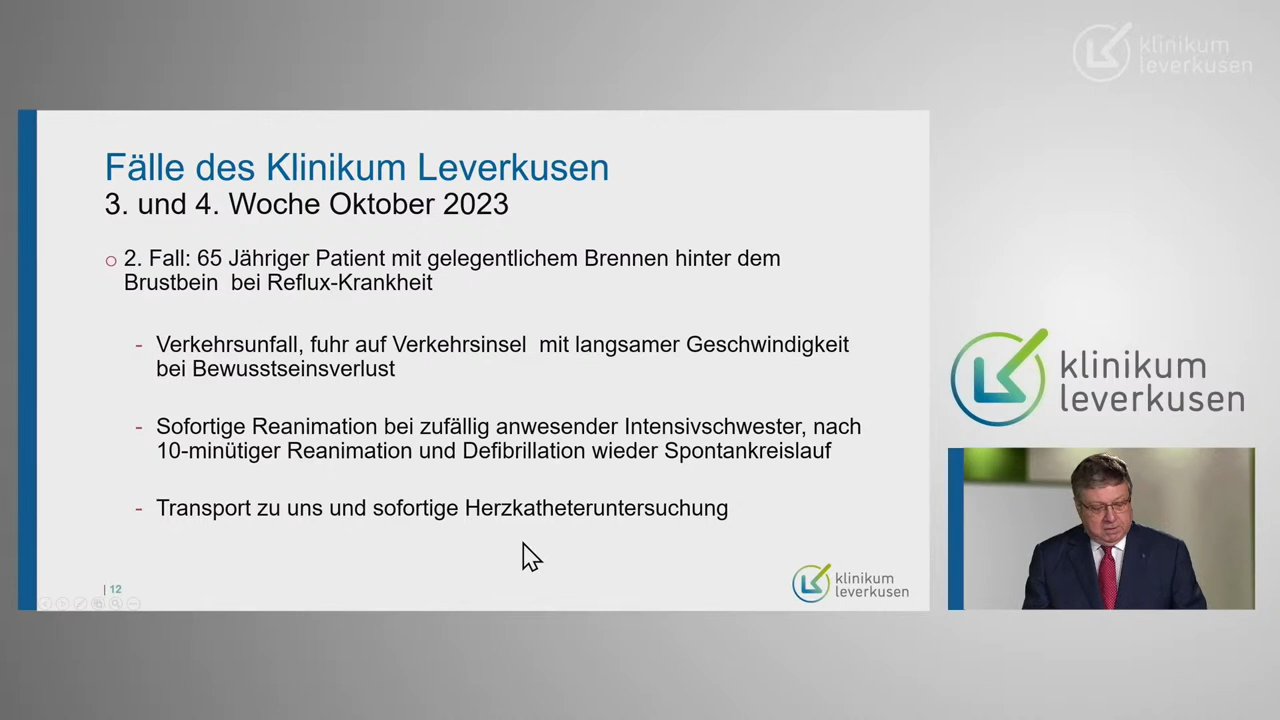 klinikum
leverkusen
Fälle des Klinikum Leverkusen
3. und 4. Woche Oktober 2023
2. Fall: 65 Jähriger Patient mit gelegentlichem Brennen hinter dem
Brustbein bei Reflux-Krankheit
- Verkehrsunfall, fuhr auf Verkehrsinsel mit langsamer Geschwindigkeit
bei Bewusstseinsverlust
- Sofortige Reanimation bei zufällig anwesender Intensivschwester, nach
10-minütiger Reanimation und Defibrillation wieder Spontankreislauf
- Transport zu uns und sofortige Herzkatheteruntersuchung
| 12
klinikum
leverkusen
klinikum
leverkusen